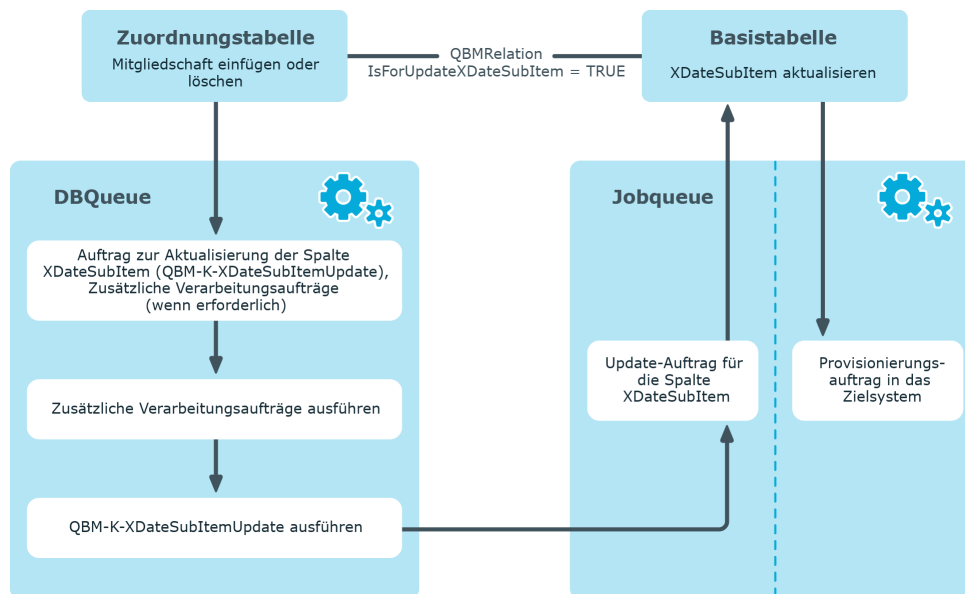 Zuordnungstabelle
Mitgliedschaft einfügen oder
löschen
QBMRelation
IsForUpdateXDateSubItem = TRUE
Basistabelle
XDateSubItem aktualisieren
DBQueue
Auftrag zur Aktualisierung der Spalte
XDateSubItem (QBM-K-XDateSubItemUpdate),
Zusätzliche Verarbeitungsaufträge
(wenn erforderlich)
Zusätzliche Verarbeitungsaufträge ausführen
QBM-K-XDateSubItemUpdate ausführen
Jobqueue
Update-Auftrag für
die Spalte
XDateSubItem
Provisionierungs-
auftrag in das
Zielsystem